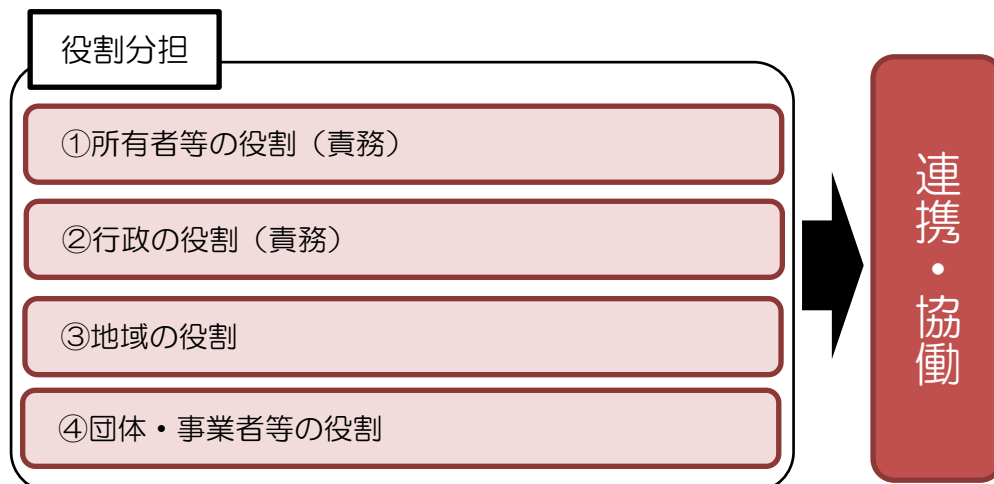 役割分担
①所有者等の役割（責務）
②行政の役割（責務）
③地域の役割
④団体・事業者等の役割
連携・協働